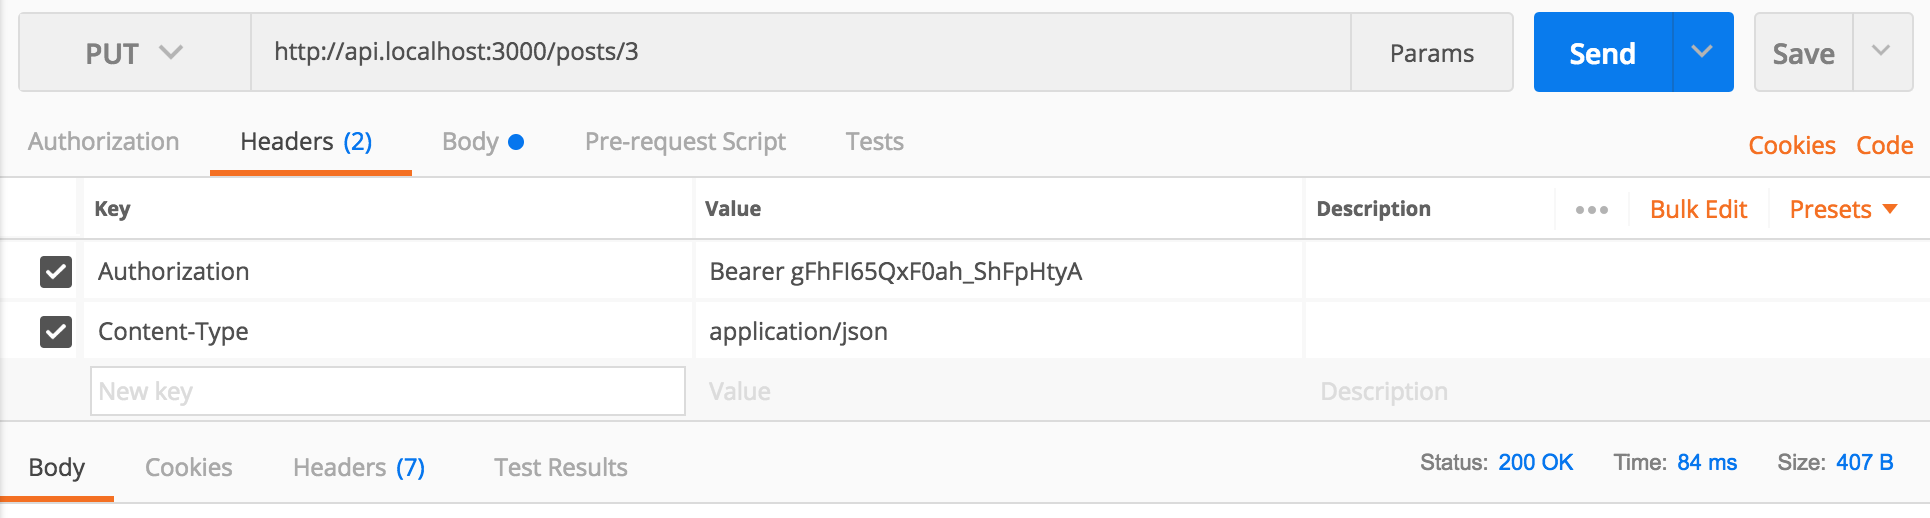 PUT http://api.localhost:3000/posts/3 Params Send Save
Authorization Headers (2) Body Pre-request Script Tests Cookies Code
Key Value Description ••• Bulk Edit Presets
Authorization Bearer gFhFI65QxF0ah_ShFpHtyA
Content-Type application/json
New key Value Description
Body Cookies Headers (7) Test Results Status: 200 OK Time: 84 ms Size: 407 B